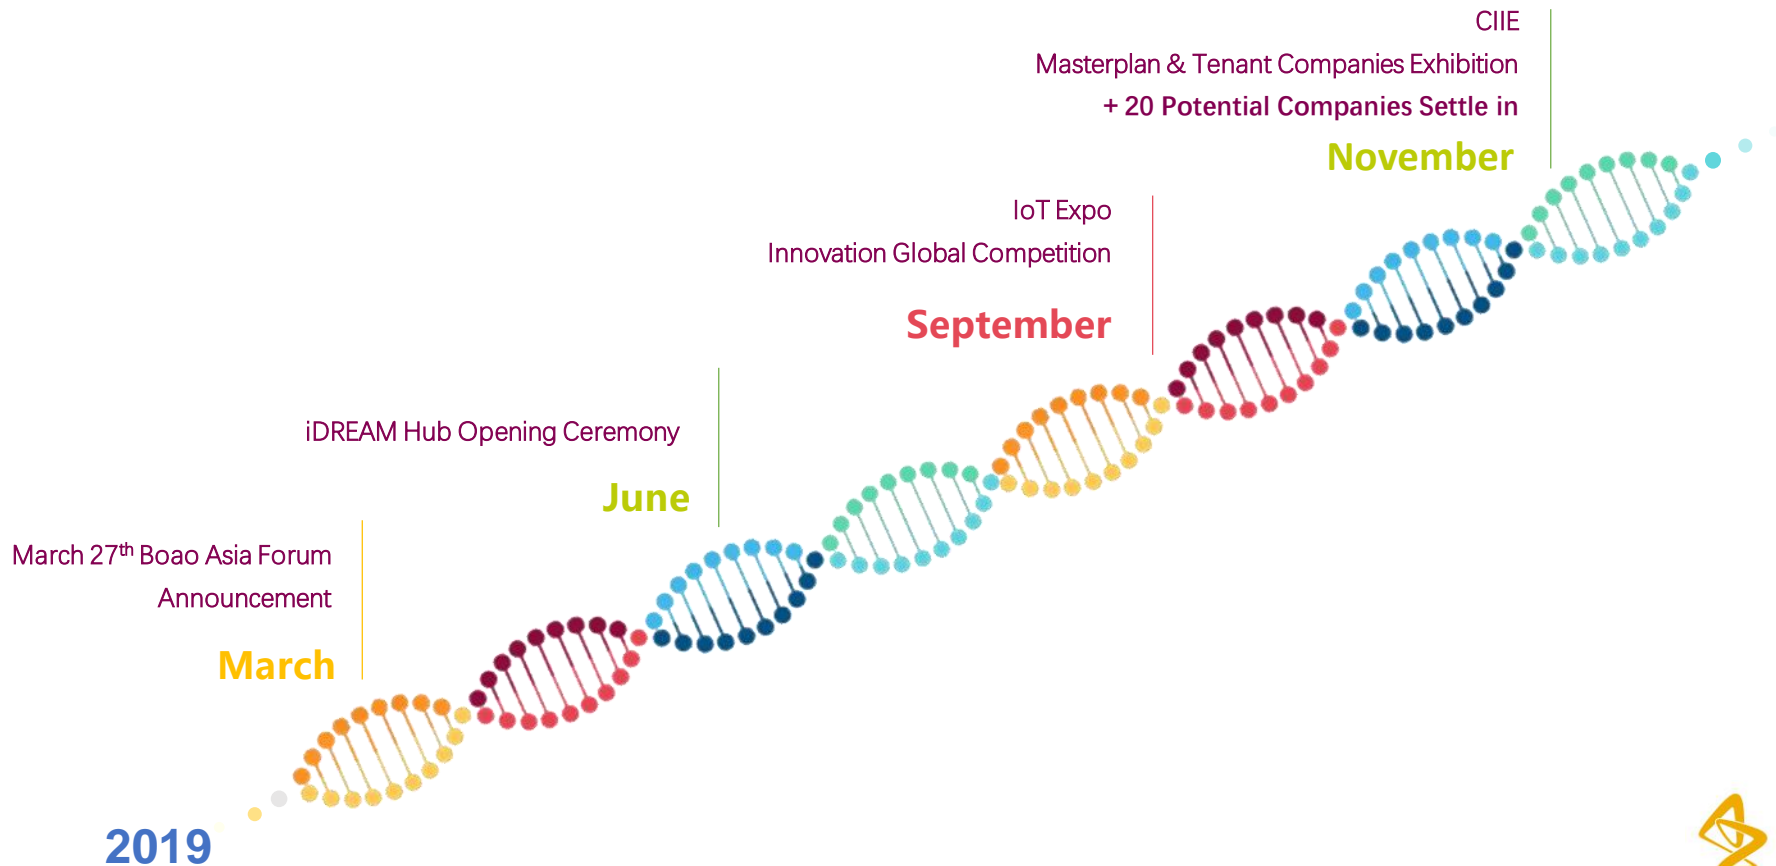 CIIE
Masterplan & Tenant Companies Exhibition
+ 20 Potential Companies Settle in
November
IoT Expo
Innovation Global Competition
September
iDREAM Hub Opening Ceremony
June
March 27th Boao Asia Forum
Announcement
March
2019